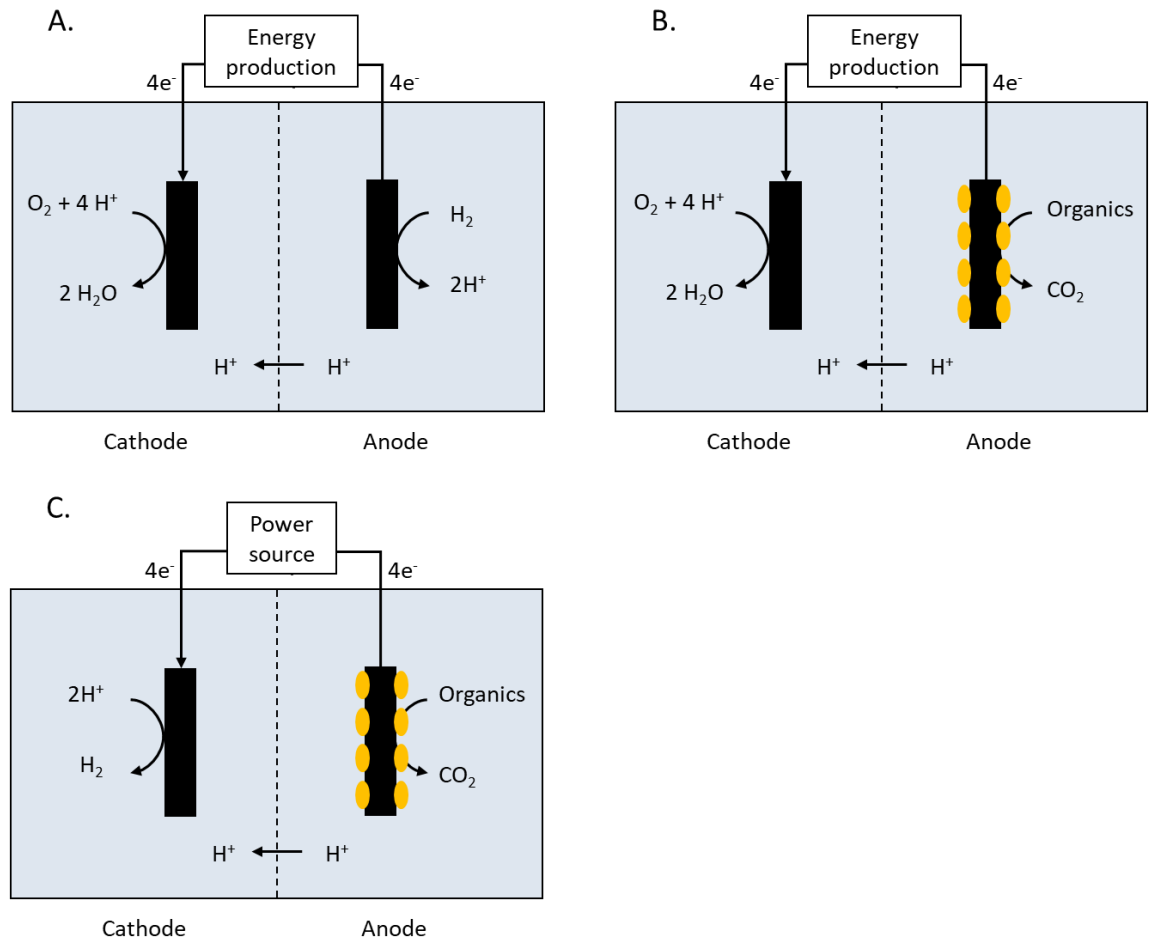 A.
Energy
production
4e⁻ 4e⁻
O₂ + 4 H⁺
H₂
2 H₂O
2H⁺
H⁺ H⁺
Cathode Anode
B.
Energy
production
4e⁻ 4e⁻
O₂ + 4 H⁺
Organics
2 H₂O
CO₂
H⁺ H⁺
Cathode Anode
C.
Power
source
4e⁻ 4e⁻
2H⁺ Organics
H₂
CO₂
H⁺ H⁺
Cathode Anode